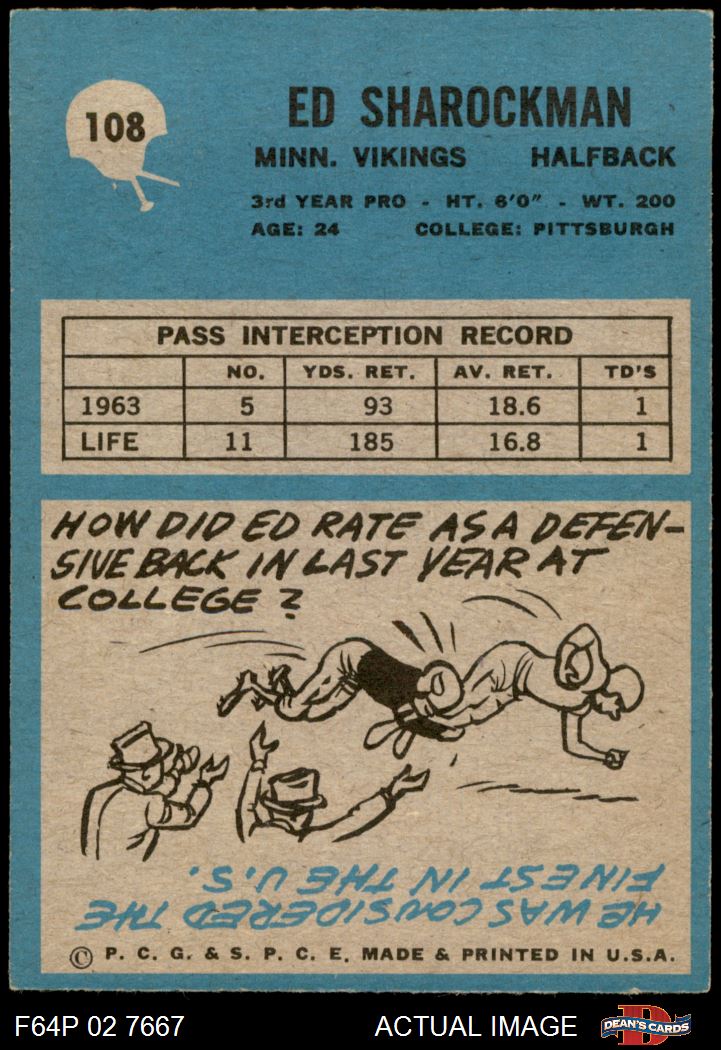 108
ED SHAROCKMAN
MINN. VIKINGS HALFBACK
3rd YEAR PRO - HT. 6'0" - WT. 200
AGE: 24 COLLEGE: PITTSBURGH
PASS INTERCEPTION RECORD
NO. YDS. RET. AV. RET. TD'S
1963 5 93 18.6 1
LIFE 11 185 16.8 1
HOW DID ED RATE AS A DEFEN-
SIVE BACK IN LAST YEAR AT
COLLEGE?
HE WAS CONSIDERED THE
FINEST IN THE U.S.
© P. C. G. & S. P. C. E. MADE & PRINTED IN U.S.A.
F64P 02 7667 ACTUAL IMAGE
D
DEAN'S CARDS